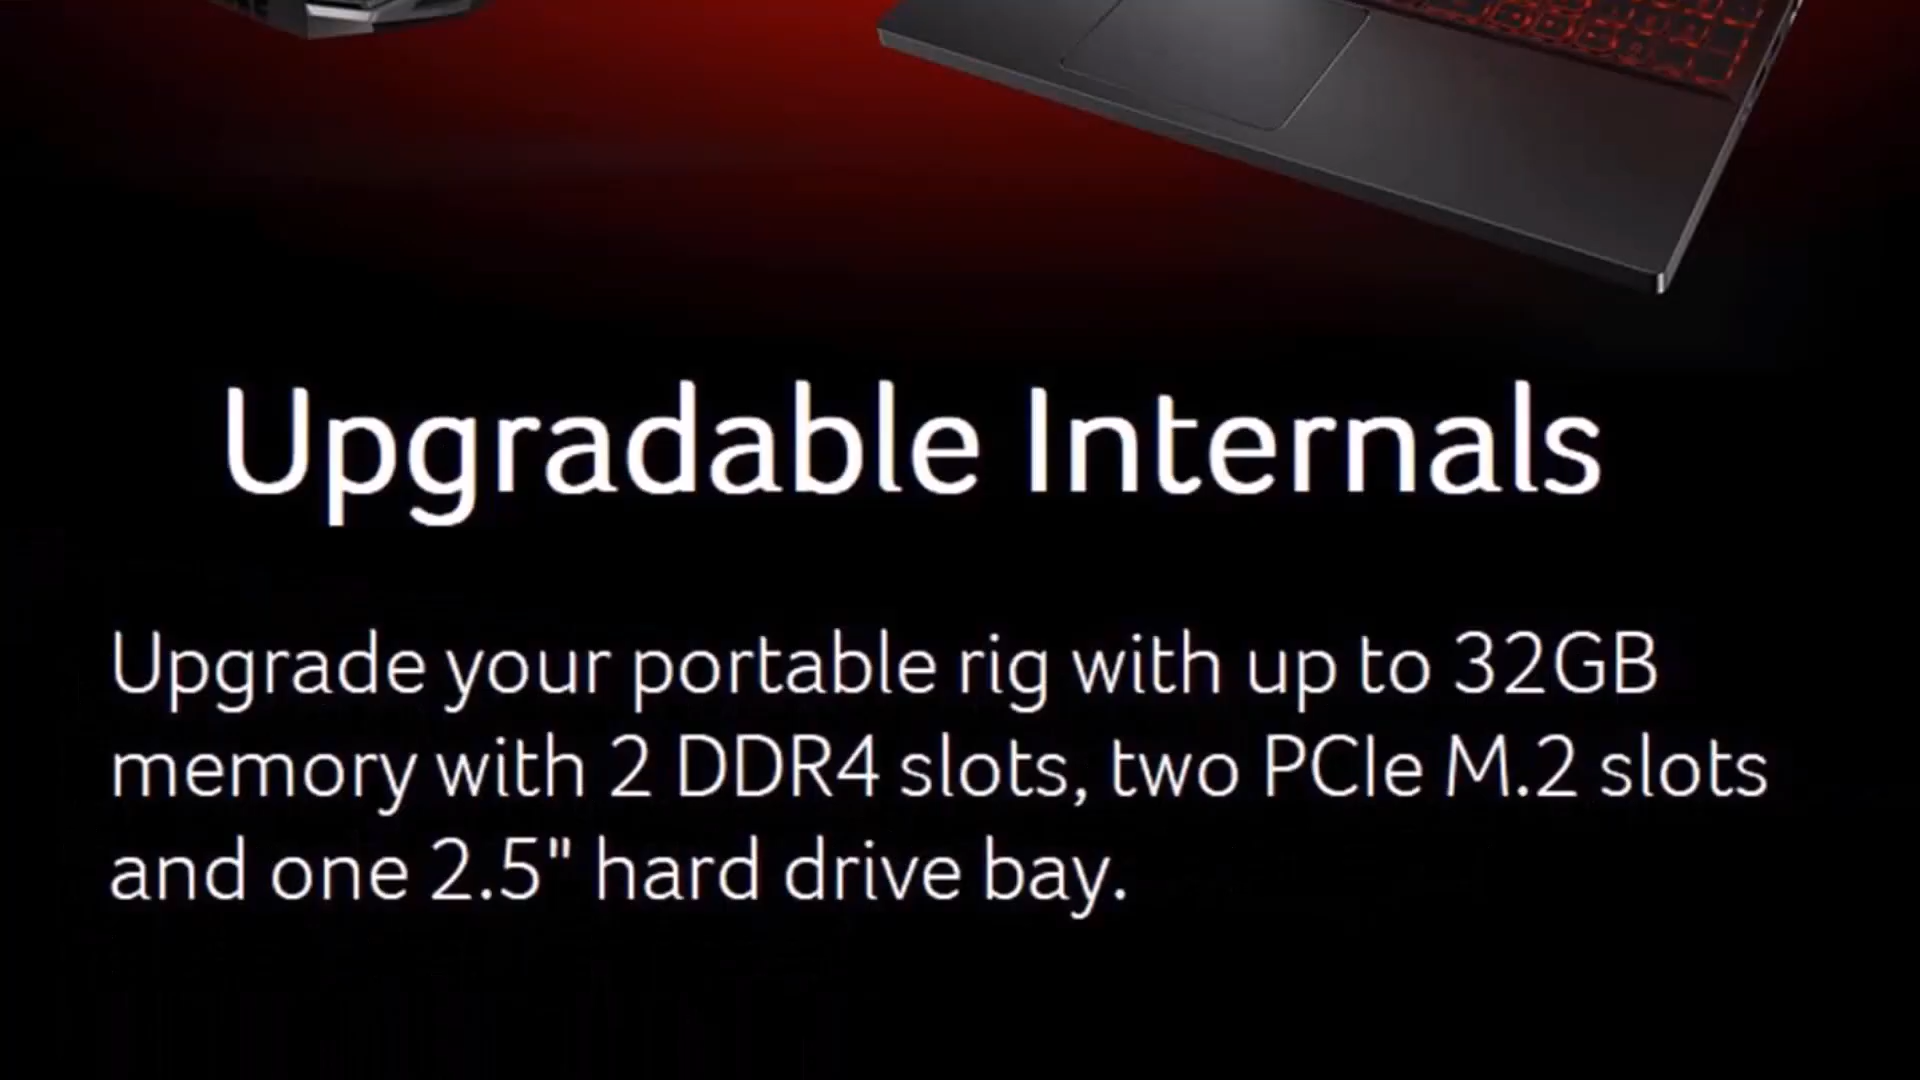 Upgradable Internals
Upgrade your portable rig with up to 32GB
memory with 2 DDR4 slots, two PCIe M.2 slots
and one 2.5" hard drive bay.